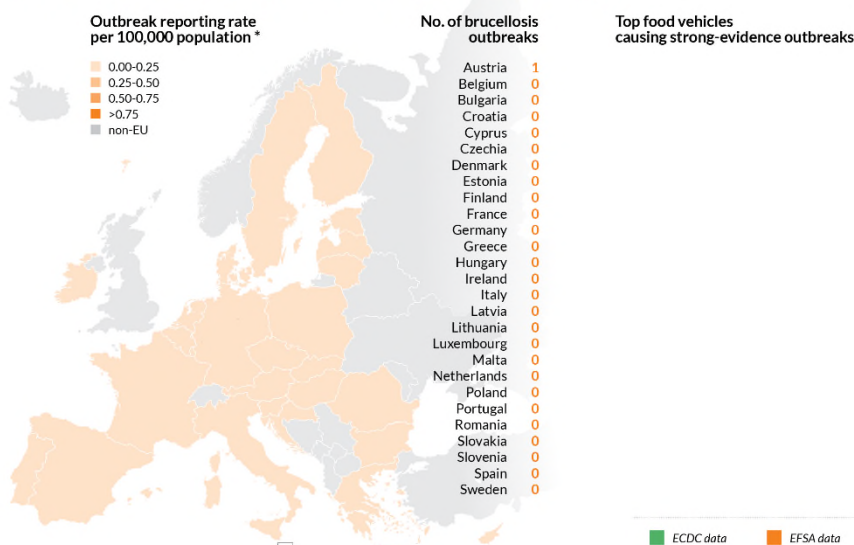 Outbreak reporting rate
per 100,000 population *
0.00-0.25
0.25-0.50
0.50-0.75
>0.75
non-EU
No. of brucellosis
outbreaks
Austria 1
Belgium 0
Bulgaria 0
Croatia 0
Cyprus 0
Czechia 0
Denmark 0
Estonia 0
Finland 0
France 0
Germany 0
Greece 0
Hungary 0
Ireland 0
Italy 0
Latvia 0
Lithuania 0
Luxembourg 0
Malta 0
Netherlands 0
Poland 0
Portugal 0
Romania 0
Slovakia 0
Slovenia 0
Spain 0
Sweden 0
Top food vehicles
causing strong-evidence outbreaks
ECDC data
EFSA data